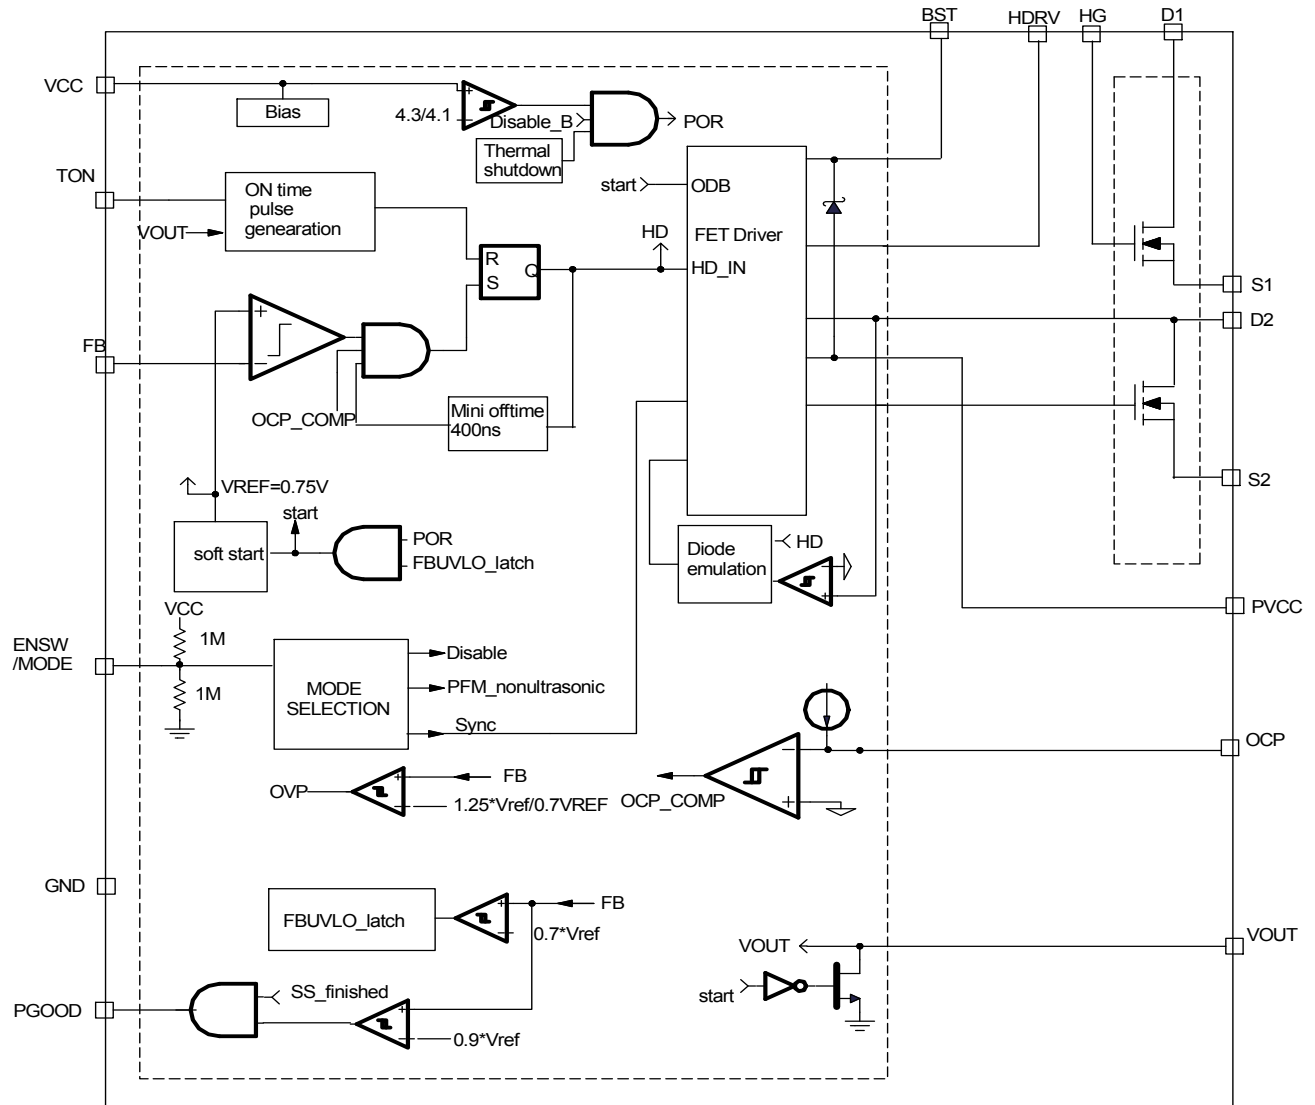 BST
HDRV
HG
D1
VCC
Bias
4.3/4.1
+
Disable_B
POR
Thermal
shutdown
TON
ON time
pulse
genearation
VOUT
start
ODB
FET Driver
HD
HD_IN
R
S
Q
S1
D2
FB
+
−
OCP_COMP
Mini offtime
400ns
S2
VREF=0.75V
start
soft start
POR
FBUVLO_latch
Diode
emulation
HD
+
PVCC
VCC
1M
1M
ENSW
/MODE
MODE
SELECTION
Disable
PFM_nonultrasonic
Sync
OCP
−
+
OCP_COMP
OVP
+
FB
1.25*Vref/0.7VREF
GND
FBUVLO_latch
+
FB
0.7*Vref
VOUT
VOUT
start
PGOOD
SS_finished
+
0.9*Vref